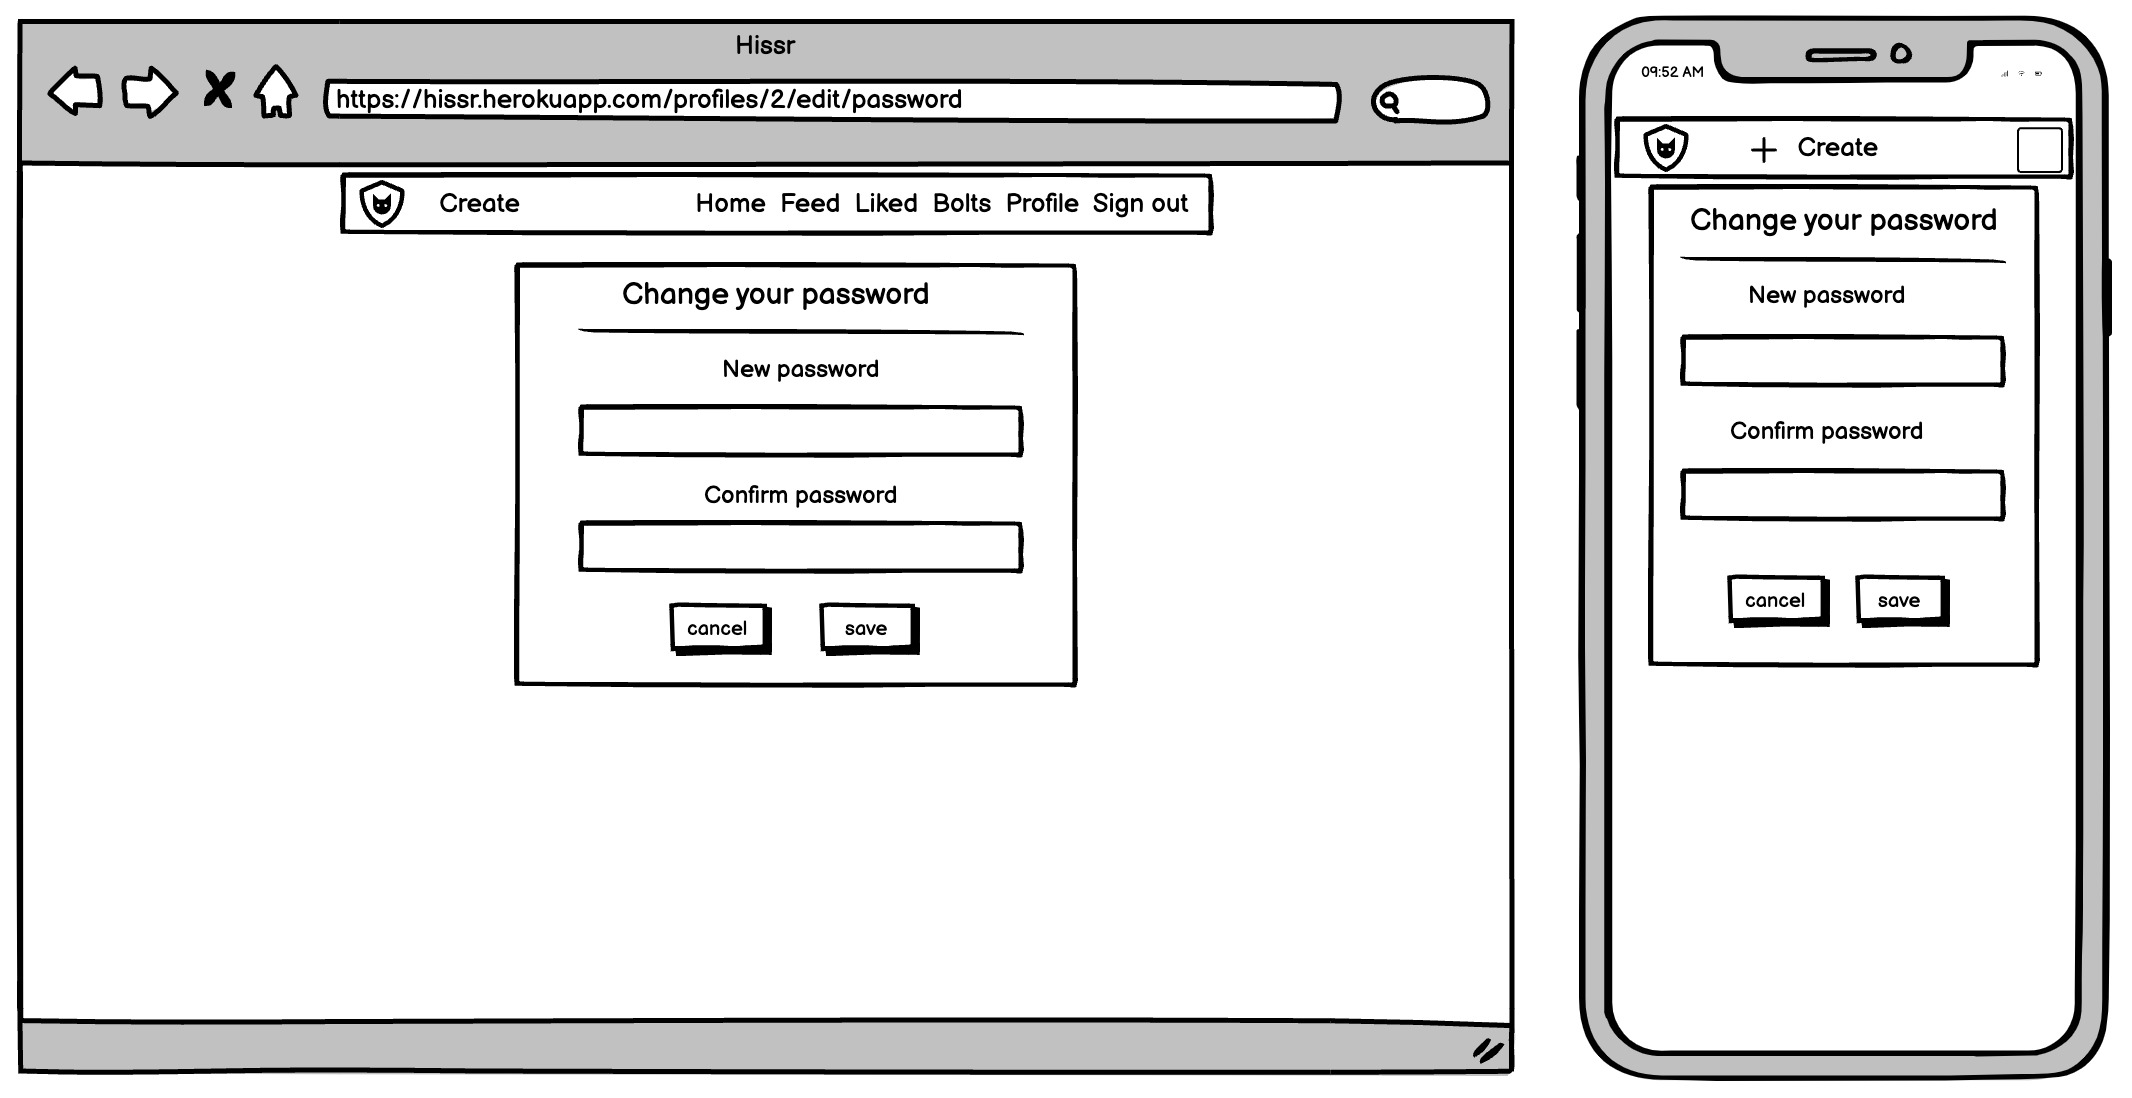 Hissr
https://hissr.herokuapp.com/profiles/2/edit/password
Create Home Feed Liked Bolts Profile Sign out
Change your password
New password
Confirm password
cancel save
09:52 AM
+ Create
Change your password
New password
Confirm password
cancel save